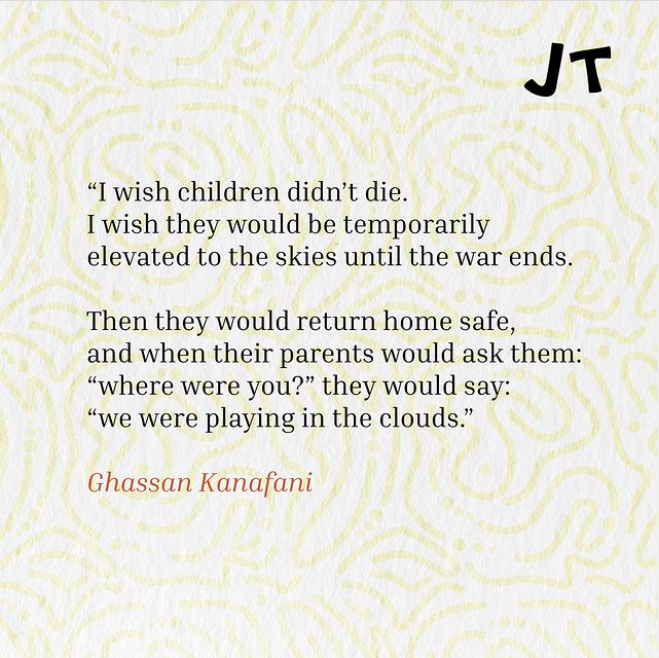 JT
“I wish children didn’t die.
I wish they would be temporarily
elevated to the skies until the war ends.
Then they would return home safe,
and when their parents would ask them:
“where were you?” they would say:
“we were playing in the clouds.”
Ghassan Kanafani